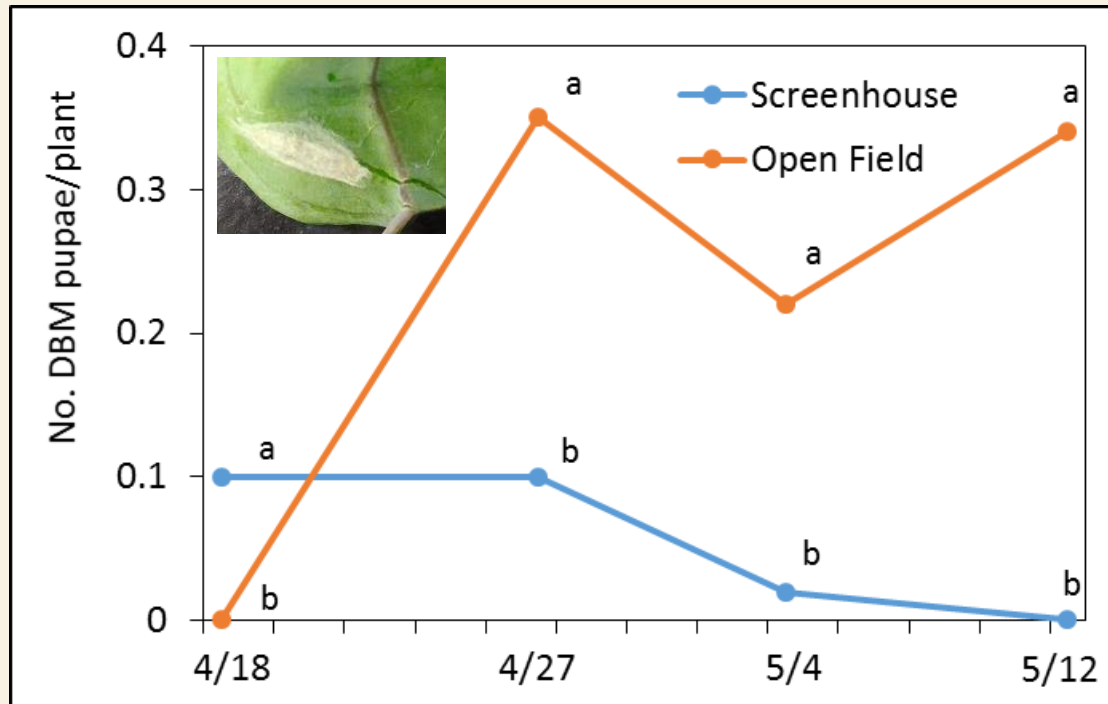 No. DBM pupae/plant
0.4
0.3
0.2
0.1
0
Screenhouse
Open Field
a
a
a
a
b
b
b
b
4/18
4/27
5/4
5/12